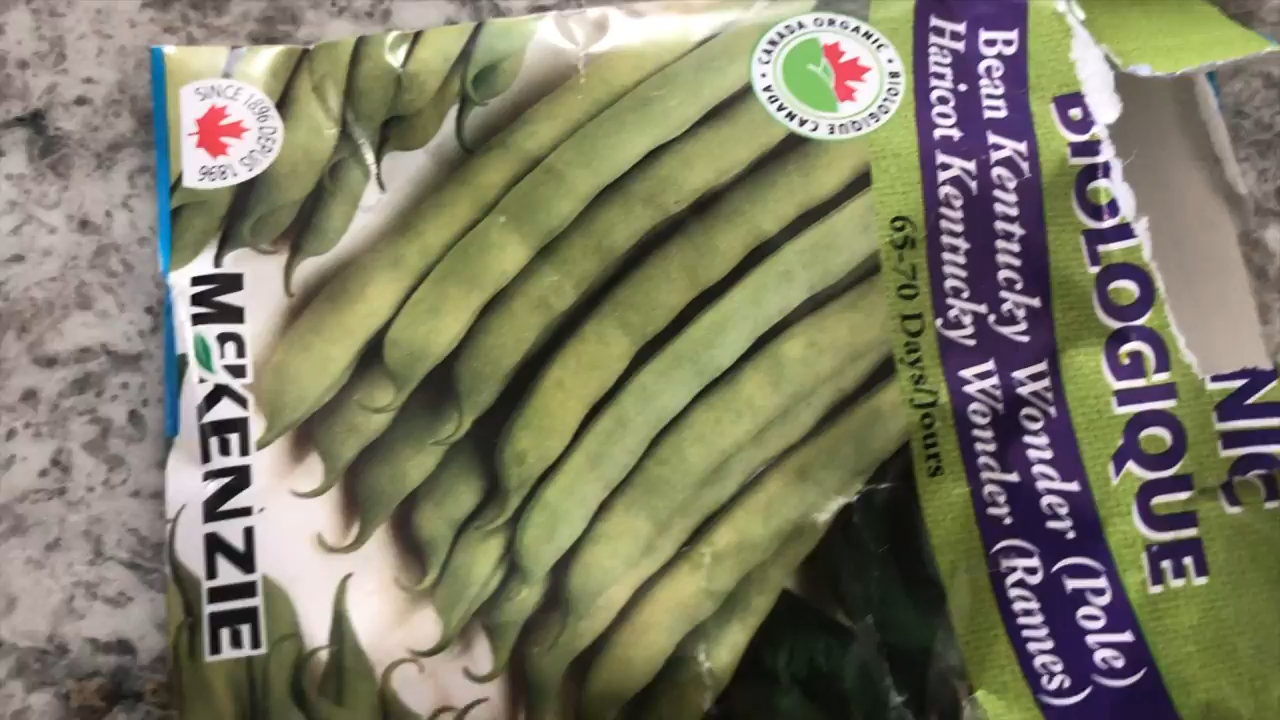 NIC
BIOLOGIQUE
Bean Kentucky Wonder (Pole)
Haricot Kentucky Wonder (Rames)
65-70 Days/Jours
CANADA ORGANIC • BIOLOGIQUE CANADA •
McKENZIE
SINCE 1896 DEPUIS 1896